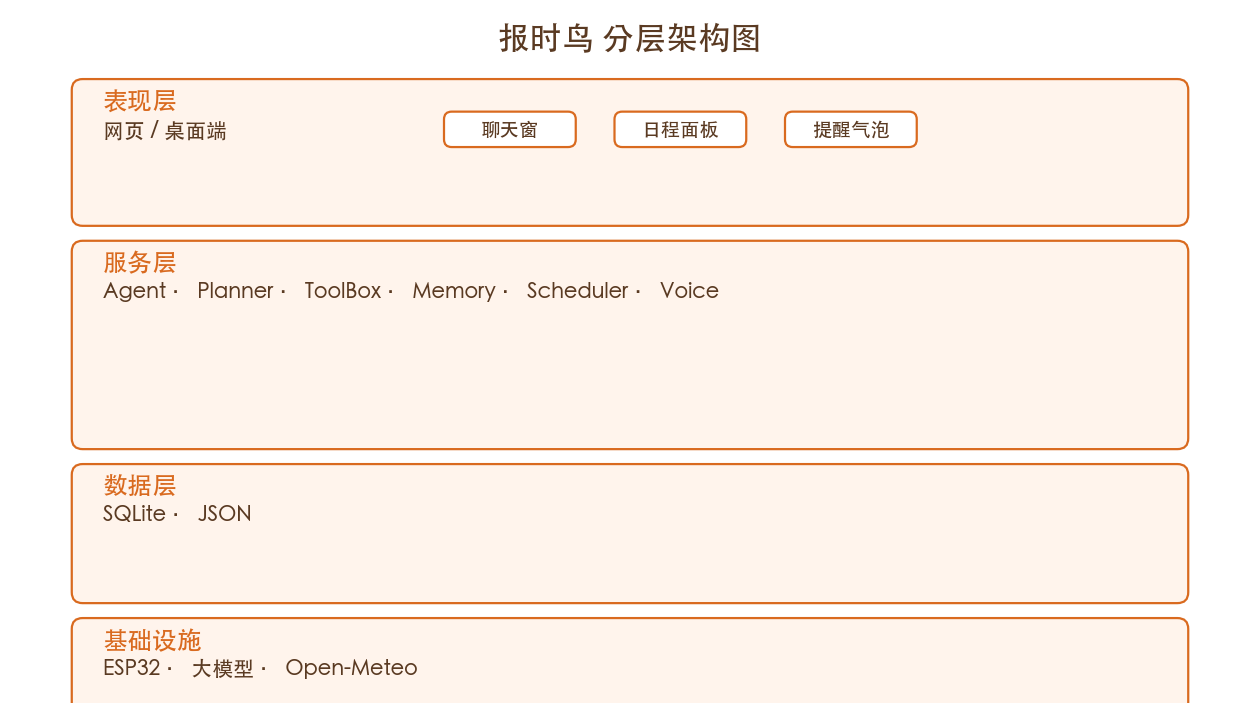 报时鸟 分层架构图
表现层
网页 / 桌面端
聊天窗
日程面板
提醒气泡
服务层
Agent · Planner · ToolBox · Memory · Scheduler · Voice
数据层
SQLite · JSON
基础设施
ESP32 · 大模型 · Open-Meteo